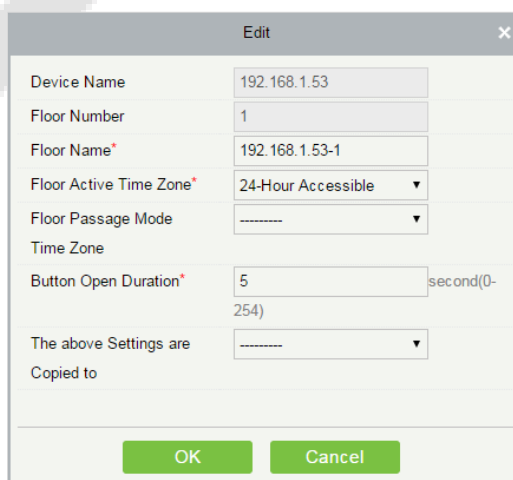 Edit ×
Device Name 192.168.1.53
Floor Number 1
Floor Name* 192.168.1.53-1
Floor Active Time Zone* 24-Hour Accessible
Floor Passage Mode ---------
Time Zone
Button Open Duration* 5 second(0-
254)
The above Settings are ---------
Copied to
OK Cancel